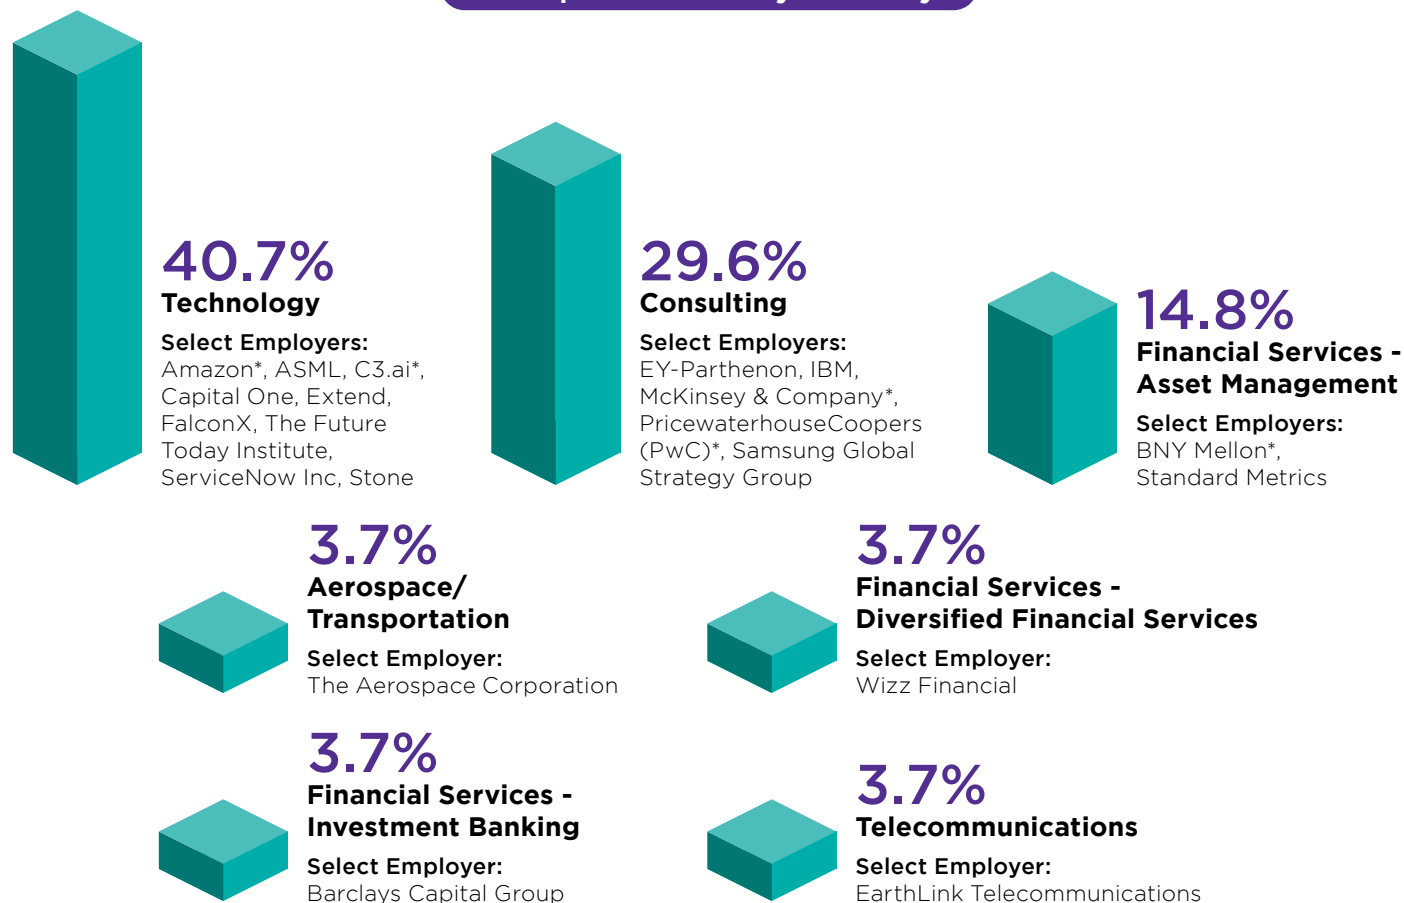 40.7%
Technology
Select Employers:
Amazon*, ASML, C3.ai*,
Capital One, Extend,
FalconX, The Future
Today Institute,
ServiceNow Inc, Stone
29.6%
Consulting
Select Employers:
EY-Parthenon, IBM,
McKinsey & Company*,
PricewaterhouseCoopers
(PwC)*, Samsung Global
Strategy Group
14.8%
Financial Services -
Asset Management
Select Employers:
BNY Mellon*,
Standard Metrics
3.7%
Aerospace/
Transportation
Select Employer:
The Aerospace Corporation
3.7%
Financial Services -
Diversified Financial Services
Select Employer:
Wizz Financial
3.7%
Financial Services -
Investment Banking
Select Employer:
Barclays Capital Group
3.7%
Telecommunications
Select Employer:
EarthLink Telecommunications